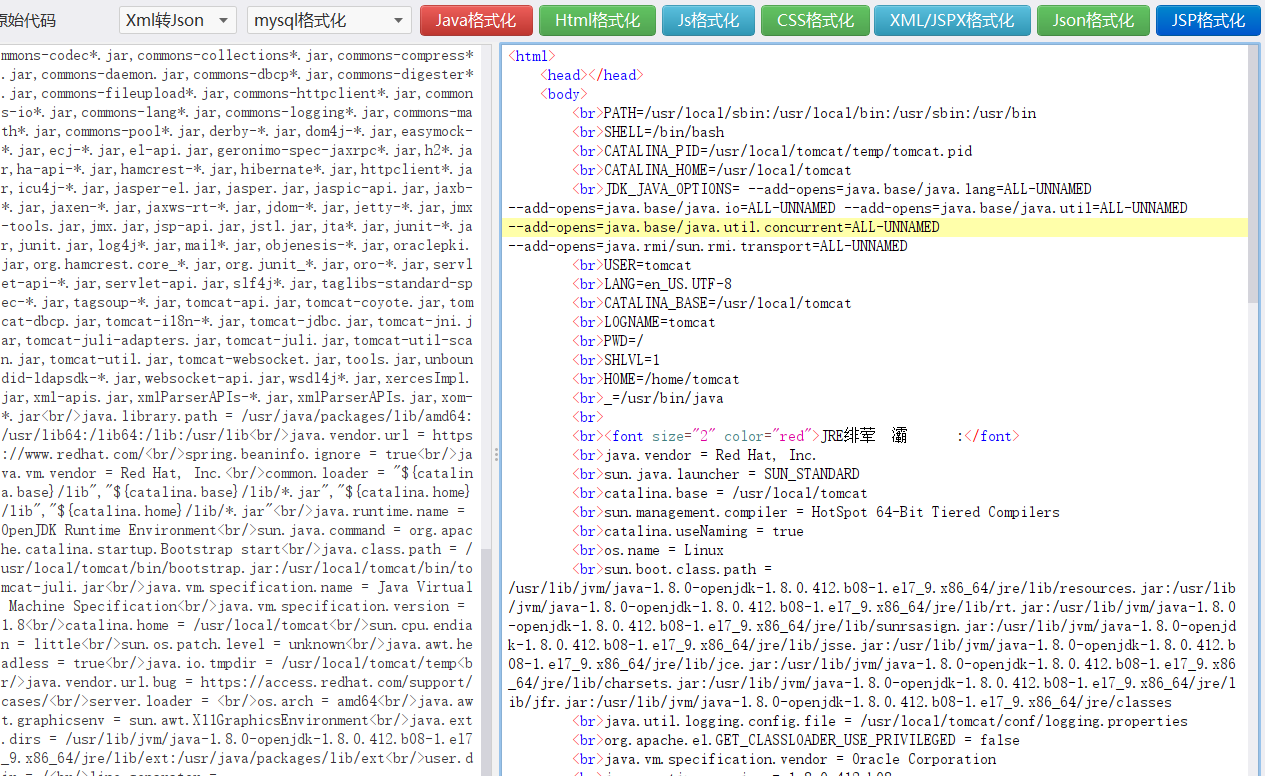 原始代码 Xml转Json mysql格式化 Java格式化 Html格式化 Js格式化 CSS格式化 XML/JSPX格式化 Json格式化 JSP格式化
mmons-codec*.jar,commons-collections*.jar,commons-compress*
.jar,commons-daemon.jar,commons-dbcp*.jar,commons-digester*
.jar,commons-fileupload*.jar,commons-httpclient*.jar,common
s-io*.jar,commons-lang*.jar,commons-logging*.jar,commons-ma
th*.jar,commons-pool*.jar,derby-*.jar,dom4j-*.jar,easymock-
*.jar,ecj-*.jar,el-api.jar,geronimo-spec-jaxrpc*.jar,h2*.ja
r,ha-api-*.jar,hamcrest-*.jar,hibernate*.jar,httpclient*.ja
r,icu4j-*.jar,jasper-el.jar,jasper.jar,jaspic-api.jar,jaxb-
*.jar,jaxen-*.jar,jaxws-rt-*.jar,jdom-*.jar,jetty-*.jar,jmx
-tools.jar,jmx.jar,jsp-api.jar,jstl.jar,jta*.jar,junit-*.ja
r,junit.jar,log4j*.jar,mail*.jar,objenesis-*.jar,oraclepki.
jar,org.hamcrest.core_*.jar,org.junit_*.jar,oro-*.jar,servl
et-api-*.jar,servlet-api.jar,slf4j*.jar,taglibs-standard-sp
ec-*.jar,tagsoup-*.jar,tomcat-api.jar,tomcat-coyote.jar,tom
cat-dbcp.jar,tomcat-i18n-*.jar,tomcat-jdbc.jar,tomcat-jni.j
ar,tomcat-juli-adapters.jar,tomcat-juli.jar,tomcat-util-sca
n.jar,tomcat-util.jar,tomcat-websocket.jar,tools.jar,unboun
did-ldapsdk-*.jar,websocket-api.jar,wsdl4j*.jar,xercesImpl.
jar,xml-apis.jar,xmlParserAPIs-*.jar,xmlParserAPIs.jar,xom-
*.jar<br/>java.library.path = /usr/java/packages/lib/amd64:
/usr/lib64:/lib64:/lib:/usr/lib<br/>java.vendor.url = https
://www.redhat.com/<br/>spring.beaninfo.ignore = true<br/>ja
va.vm.vendor = Red Hat, Inc.<br/>common.loader = "${catalin
a.base}/lib","${catalina.base}/lib/*.jar","${catalina.home}
/lib","${catalina.home}/lib/*.jar"<br/>java.runtime.name =
OpenJDK Runtime Environment<br/>sun.java.command = org.apac
he.catalina.startup.Bootstrap start<br/>java.class.path = /
usr/local/tomcat/bin/bootstrap.jar:/usr/local/tomcat/bin/to
mcat-juli.jar<br/>java.vm.specification.name = Java Virtual
Machine Specification<br/>java.vm.specification.version =
1.8<br/>catalina.home = /usr/local/tomcat<br/>sun.cpu.endia
n = little<br/>sun.os.patch.level = unknown<br/>java.awt.he
adless = true<br/>java.io.tmpdir = /usr/local/tomcat/temp<b
r/>java.vendor.url.bug = https://access.redhat.com/support/
cases/<br/>server.loader = <br/>os.arch = amd64<br/>java.aw
t.graphicsenv = sun.awt.X11GraphicsEnvironment<br/>java.ext
.dirs = /usr/lib/jvm/java-1.8.0-openjdk-1.8.0.412.b08-1.el7
_9.x86_64/jre/lib/ext:/usr/java/packages/lib/ext<br/>user.d
<html>
<head></head>
<body>
<br>PATH=/usr/local/sbin:/usr/local/bin:/usr/sbin:/usr/bin
<br>SHELL=/bin/bash
<br>CATALINA_PID=/usr/local/tomcat/temp/tomcat.pid
<br>CATALINA_HOME=/usr/local/tomcat
<br>JDK_JAVA_OPTIONS= --add-opens=java.base/java.lang=ALL-UNNAMED
--add-opens=java.base/java.io=ALL-UNNAMED --add-opens=java.base/java.util=ALL-UNNAMED
--add-opens=java.base/java.util.concurrent=ALL-UNNAMED
--add-opens=java.rmi/sun.rmi.transport=ALL-UNNAMED
<br>USER=tomcat
<br>LANG=en_US.UTF-8
<br>CATALINA_BASE=/usr/local/tomcat
<br>LOGNAME=tomcat
<br>PWD=/
<br>SHLVL=1
<br>HOME=/home/tomcat
<br>_=/usr/bin/java
<br>
<br><font size="2" color="red">JRE绯荤 灞 :</font>
<br>java.vendor = Red Hat, Inc.
<br>sun.java.launcher = SUN_STANDARD
<br>catalina.base = /usr/local/tomcat
<br>sun.management.compiler = HotSpot 64-Bit Tiered Compilers
<br>catalina.useNaming = true
<br>os.name = Linux
<br>sun.boot.class.path =
/usr/lib/jvm/java-1.8.0-openjdk-1.8.0.412.b08-1.el7_9.x86_64/jre/lib/resources.jar:/usr/lib
/jvm/java-1.8.0-openjdk-1.8.0.412.b08-1.el7_9.x86_64/jre/lib/rt.jar:/usr/lib/jvm/java-1.8.0
-openjdk-1.8.0.412.b08-1.el7_9.x86_64/jre/lib/sunrsasign.jar:/usr/lib/jvm/java-1.8.0-openjd
k-1.8.0.412.b08-1.el7_9.x86_64/jre/lib/jsse.jar:/usr/lib/jvm/java-1.8.0-openjdk-1.8.0.412.b
08-1.el7_9.x86_64/jre/lib/jce.jar:/usr/lib/jvm/java-1.8.0-openjdk-1.8.0.412.b08-1.el7_9.x86
_64/jre/lib/charsets.jar:/usr/lib/jvm/java-1.8.0-openjdk-1.8.0.412.b08-1.el7_9.x86_64/jre/l
ib/jfr.jar:/usr/lib/jvm/java-1.8.0-openjdk-1.8.0.412.b08-1.el7_9.x86_64/jre/classes
<br>java.util.logging.config.file = /usr/local/tomcat/conf/logging.properties
<br>org.apache.el.GET_CLASSLOADER_USE_PRIVILEGED = false
<br>java.vm.specification.vendor = Oracle Corporation